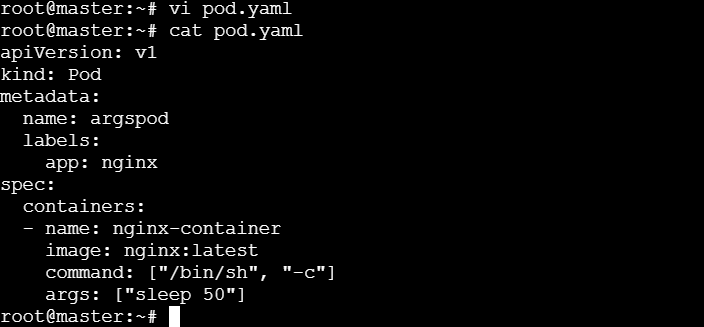 root@master:~# vi pod.yaml
root@master:~# cat pod.yaml
apiVersion: v1
kind: Pod
metadata:
  name: argspod
  labels:
    app: nginx
spec:
  containers:
  - name: nginx-container
    image: nginx:latest
    command: ["/bin/sh", "-c"]
    args: ["sleep 50"]
root@master:~#